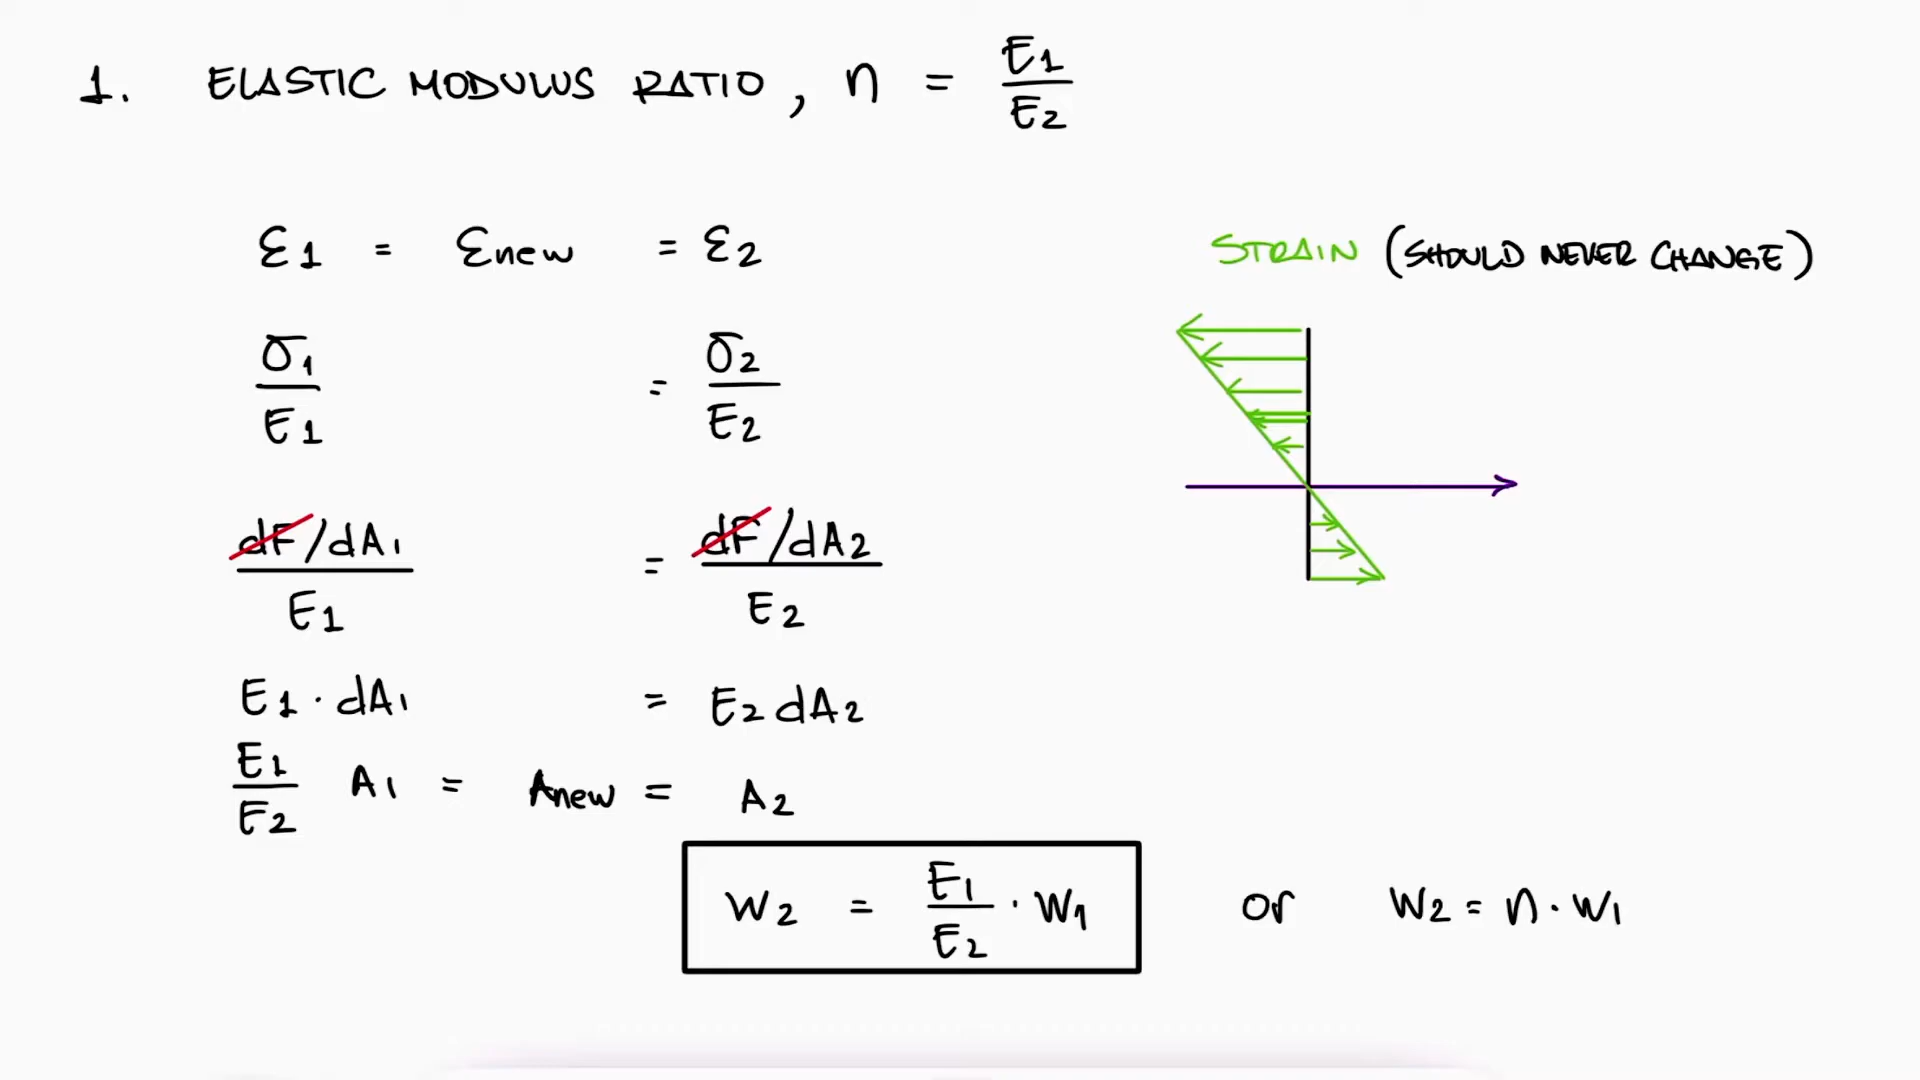 1. ELASTIC MODULUS RATIO, n = E1/E2
ε1 = εnew = ε2
STRAIN (SHOULD NEVER CHANGE)
σ1/E1 = σ2/E2
dF/dA1/E1 = dF/dA2/E2
E1 · dA1 = E2 dA2
E1/E2 A1 = Anew = A2
W2 = E1/E2 · W1 or W2 = n · W1